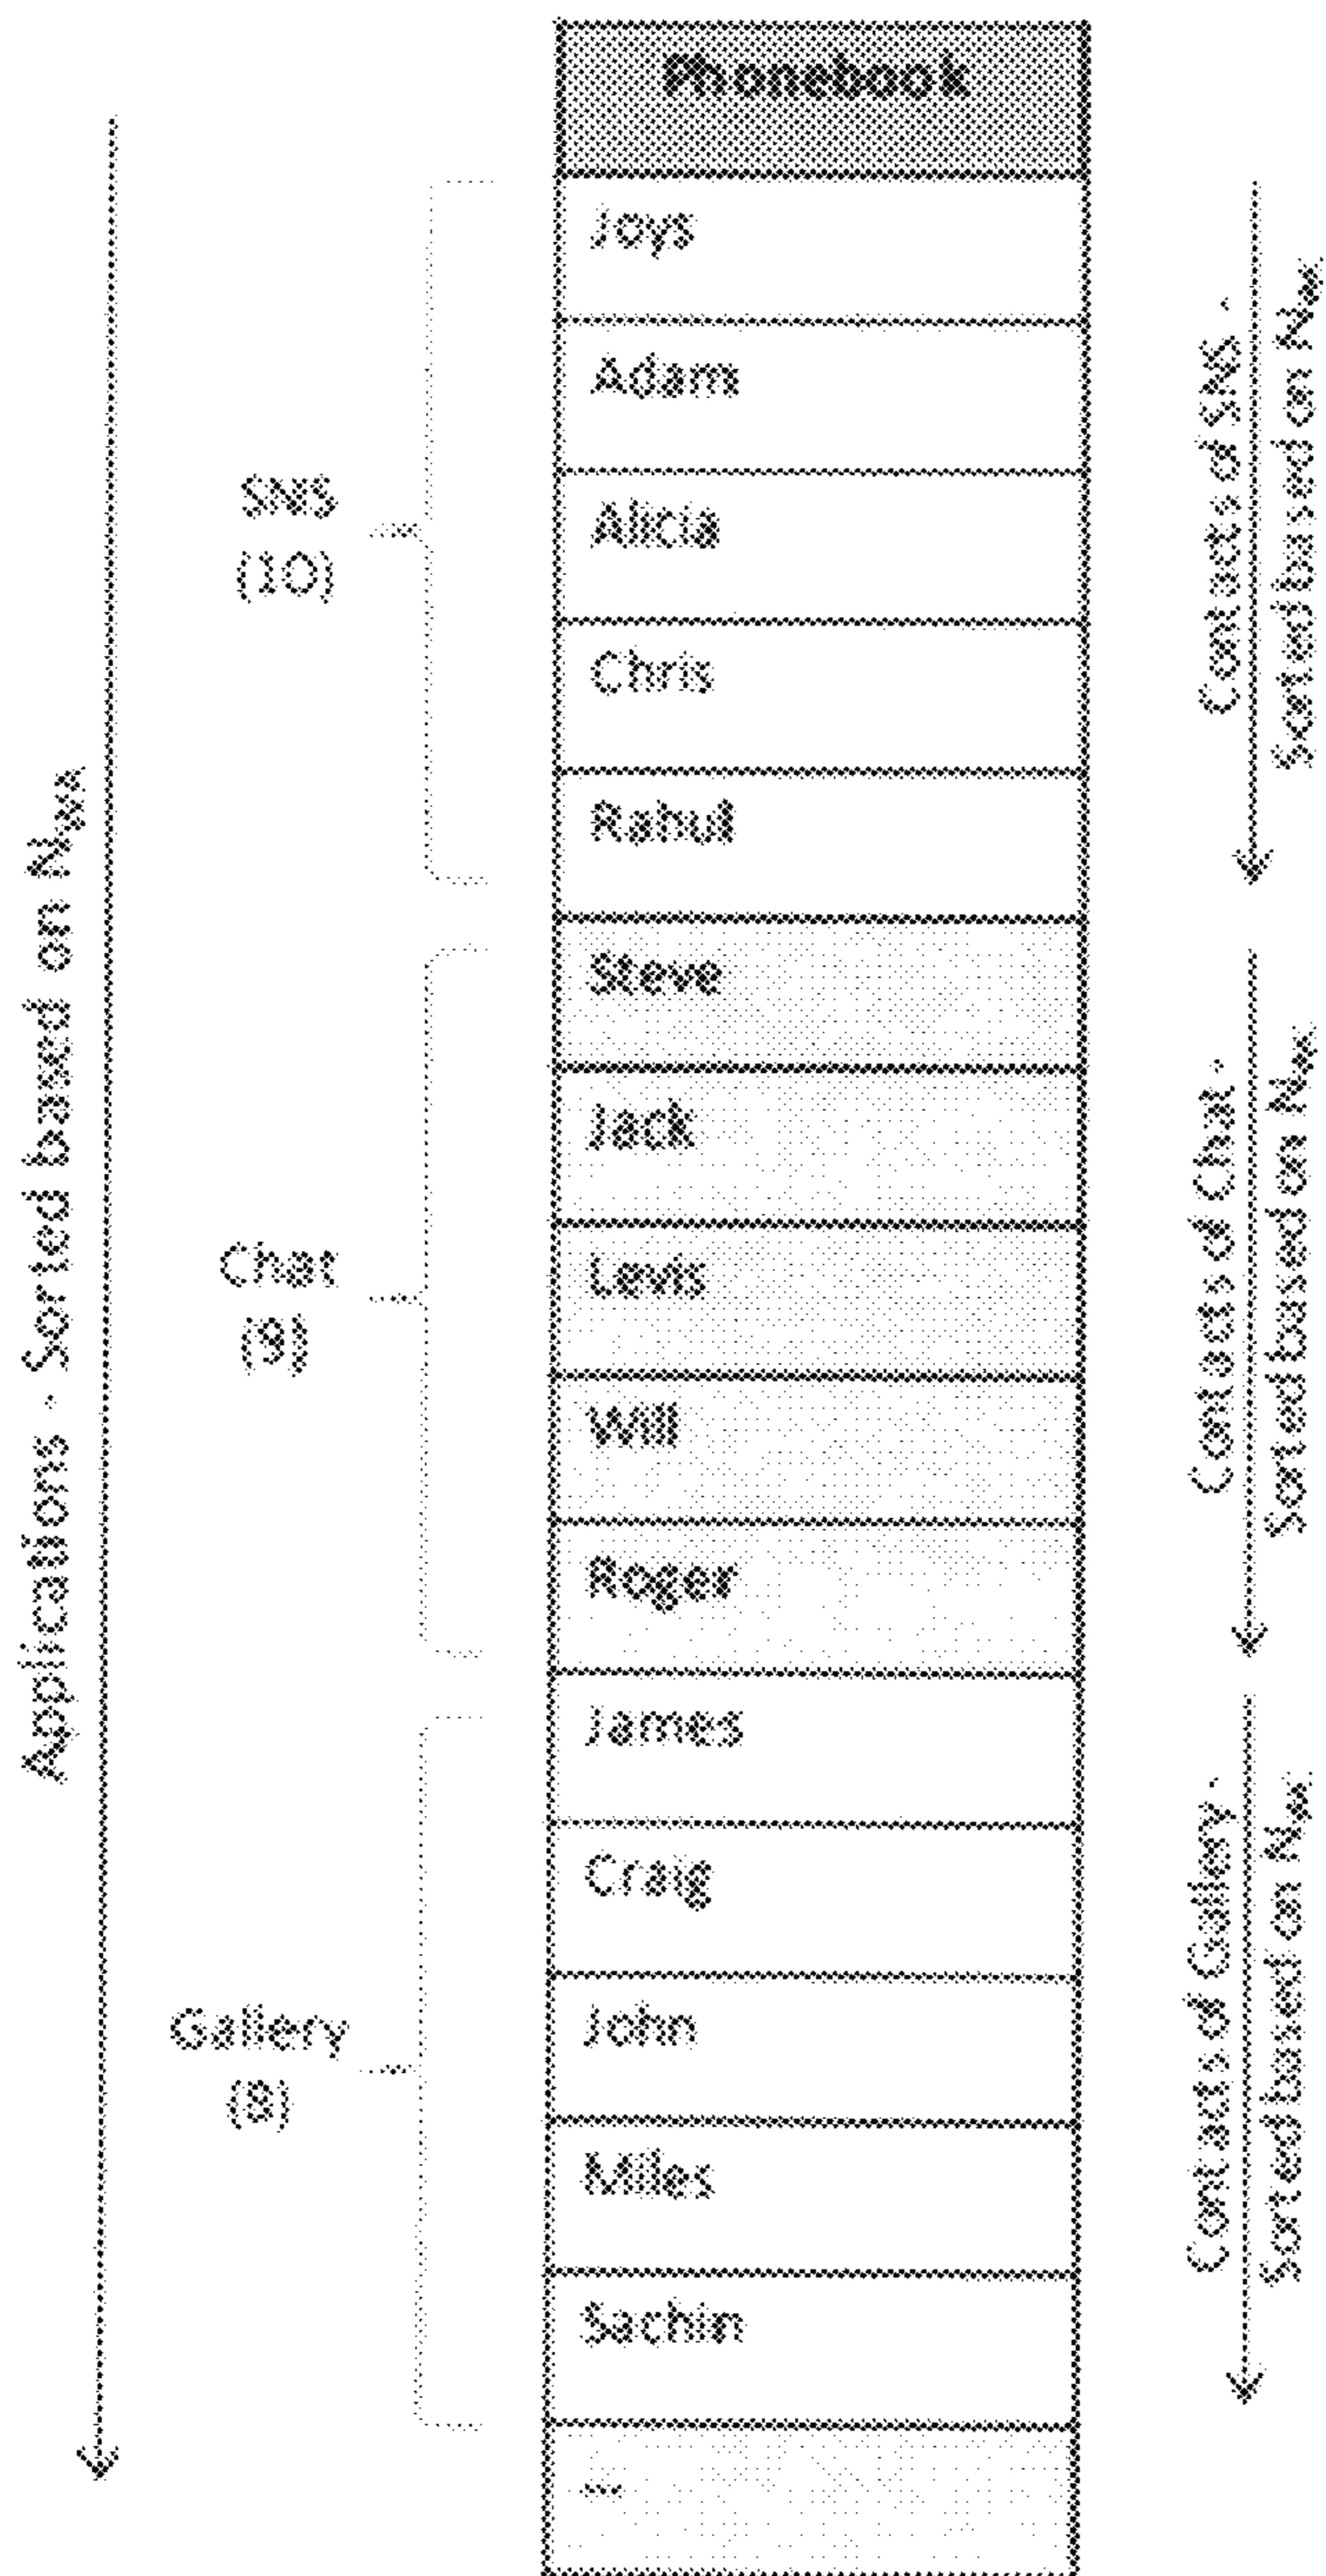 Phonebook
Joys
Adam
Alicia
Chris
Rahul
Steve
Jack
Levis
Will
Roger
James
Craig
John
Miles
Sachin
...
Applications - Sorted based on
SNS
(10)
Chat
(9)
Gallery
(8)
Contacts of SNS -
Sorted based on
Contacts of Chat -
Sorted based on
Contacts of Gallery -
Sorted based on